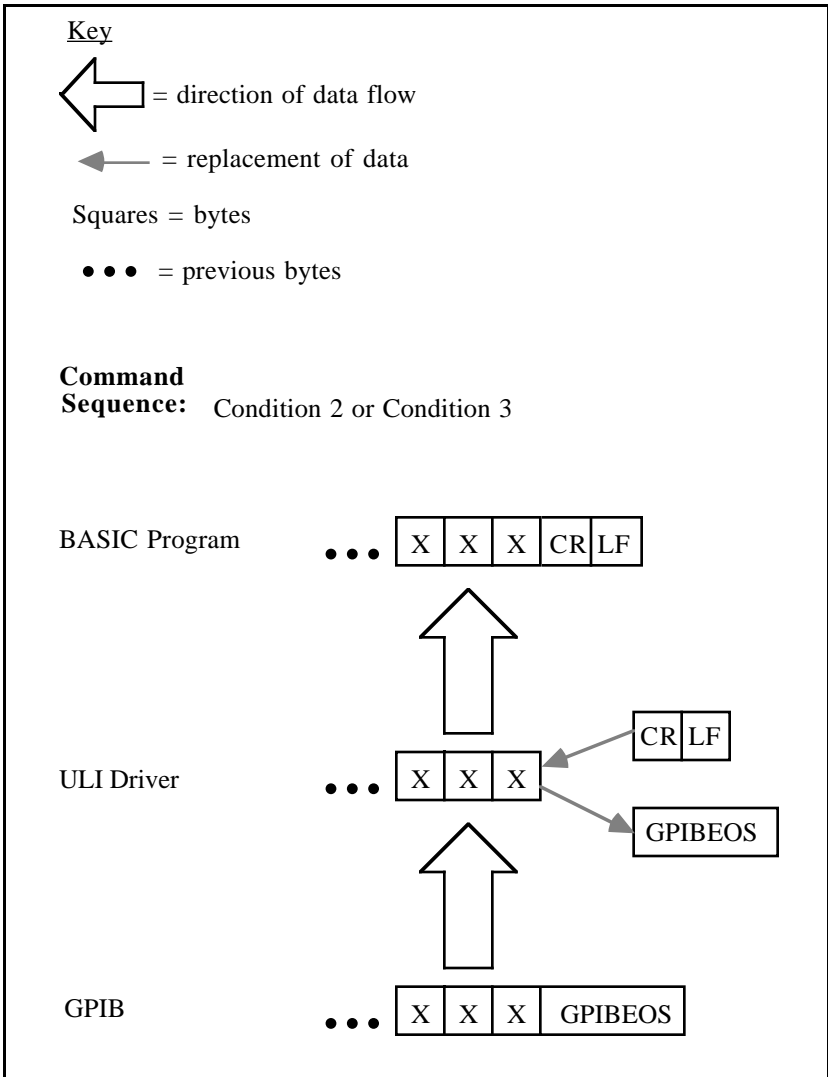 Key
= direction of data flow
= replacement of data
Squares = bytes
••• = previous bytes
Command
Sequence: Condition 2 or Condition 3
BASIC Program ••• X X X CR LF
CR LF
ULI Driver ••• X X X
GPIBEOS
GPIB ••• X X X GPIBEOS